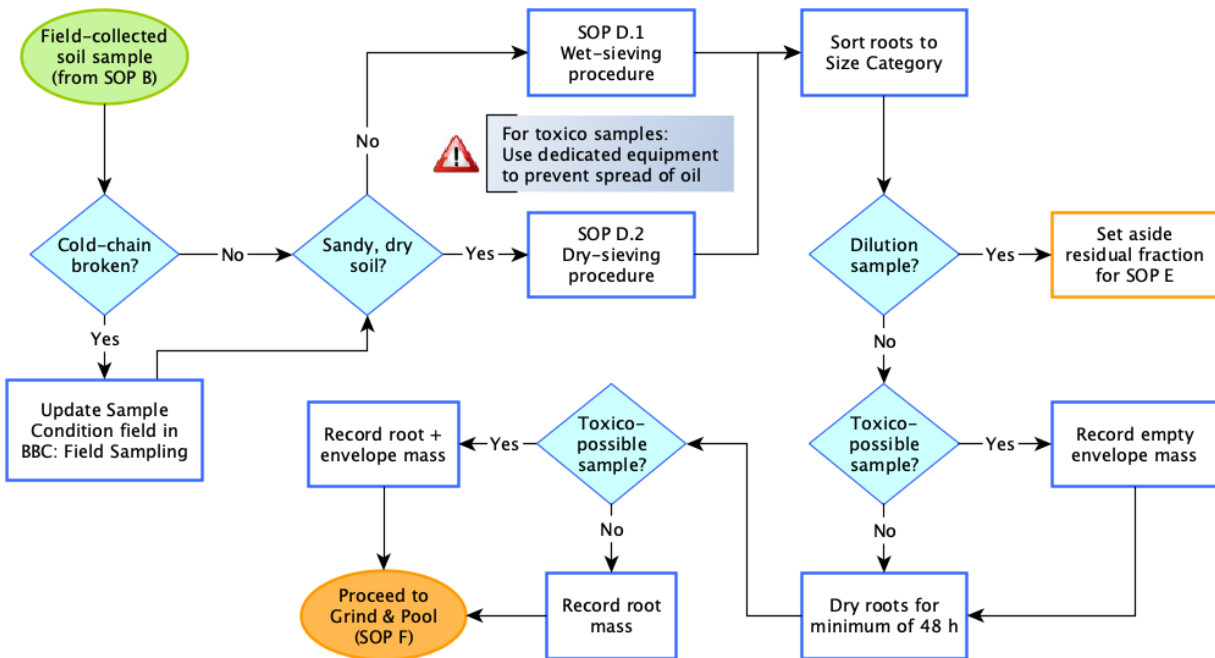 Field-collected
soil sample
(from SOP B)
SOP D.1
Wet-sieving
procedure
Sort roots to
Size Category
No
For toxico samples:
Use dedicated equipment
to prevent spread of oil
Cold-chain
broken?
No
Sandy, dry
soil?
Yes
SOP D.2
Dry-sieving
procedure
Dilution
sample?
Yes
Set aside
residual fraction
for SOP E
Yes
No
Update Sample
Condition field in
BBC: Field Sampling
Record root +
envelope mass
Yes
Toxico-
possible
sample?
Toxico-
possible
sample?
Yes
Record empty
envelope mass
No
No
Proceed to
Grind & Pool
(SOP F)
Record root
mass
Dry roots for
minimum of 48 h